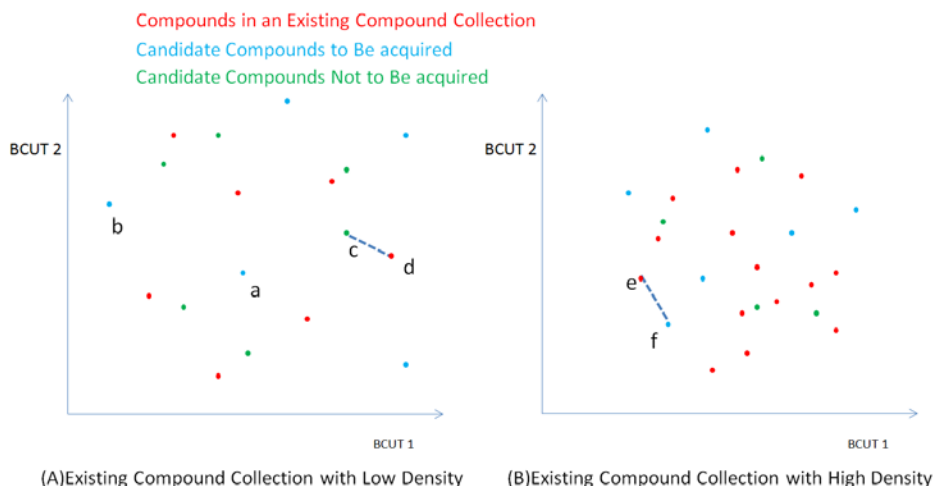 Compounds in an Existing Compound Collection
Candidate Compounds to Be acquired
Candidate Compounds Not to Be acquired
BCUT 2
b
a
c
d
BCUT 1
(A)Existing Compound Collection with Low Density
BCUT 2
e
f
BCUT 1
(B)Existing Compound Collection with High Density